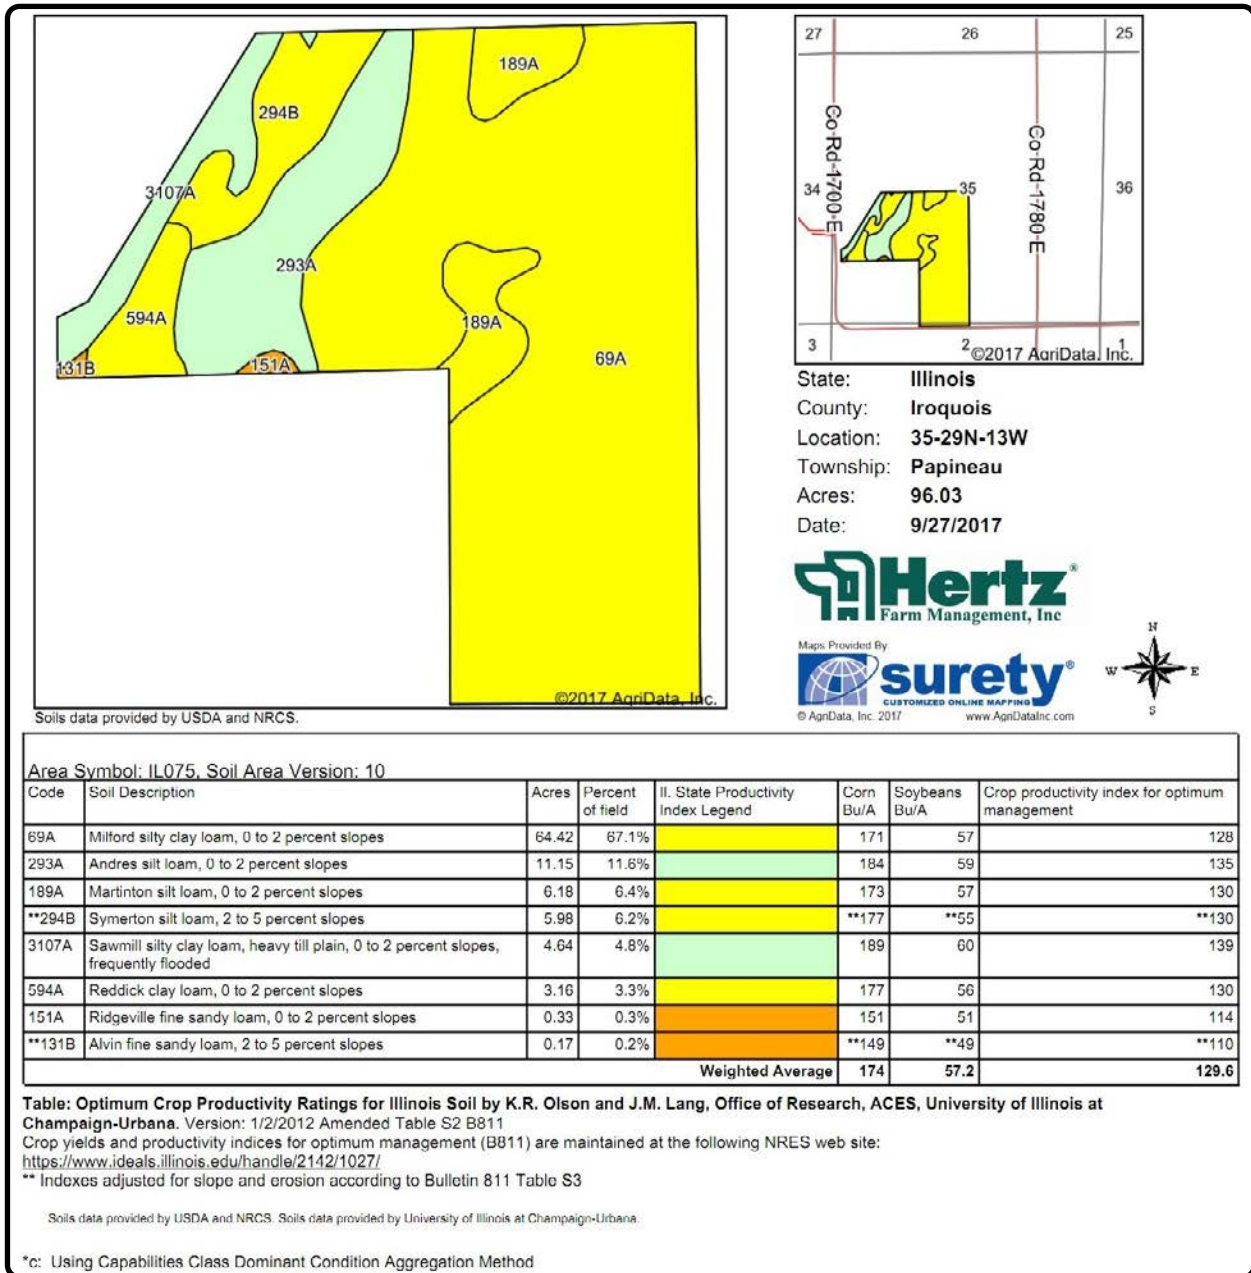 189A
294B
3107A
293A
594A
189A
131B
151A
69A
©2017 AgriData, Inc.
Soils data provided by USDA and NRCS.
27 26 25
Co Rd 1700 E
Co Rd 1780 E
34 35 36
3 2 1
©2017 AgriData, Inc.
State: Illinois
County: Iroquois
Location: 35-29N-13W
Township: Papineau
Acres: 96.03
Date: 9/27/2017
Hertz®
Farm Management, Inc
Maps Provided By
surety®
CUSTOMIZED ONLINE MAPPING
© AgriData, Inc. 2017 www.AgriDataInc.com
N
W E
S
Area Symbol: IL075, Soil Area Version: 10
Code Soil Description Acres Percent of field II. State Productivity Index Legend Corn Bu/A Soybeans Bu/A Crop productivity index for optimum management
69A Milford silty clay loam, 0 to 2 percent slopes 64.42 67.1% 171 57 128
293A Andres silt loam, 0 to 2 percent slopes 11.15 11.6% 184 59 135
189A Martinton silt loam, 0 to 2 percent slopes 6.18 6.4% 173 57 130
**294B Symerton silt loam, 2 to 5 percent slopes 5.98 6.2% **177 **55 **130
3107A Sawmill silty clay loam, heavy till plain, 0 to 2 percent slopes, frequently flooded 4.64 4.8% 189 60 139
594A Reddick clay loam, 0 to 2 percent slopes 3.16 3.3% 177 56 130
151A Ridgeville fine sandy loam, 0 to 2 percent slopes 0.33 0.3% 151 51 114
**131B Alvin fine sandy loam, 2 to 5 percent slopes 0.17 0.2% **149 **49 **110
Weighted Average 174 57.2 129.6
Table: Optimum Crop Productivity Ratings for Illinois Soil by K.R. Olson and J.M. Lang, Office of Research, ACES, University of Illinois at
Champaign-Urbana. Version: 1/2/2012 Amended Table S2 B811
Crop yields and productivity indices for optimum management (B811) are maintained at the following NRES web site:
https://www.ideals.illinois.edu/handle/2142/1027/
** Indexes adjusted for slope and erosion according to Bulletin 811 Table S3
Soils data provided by USDA and NRCS. Soils data provided by University of Illinois at Champaign-Urbana.
*c: Using Capabilities Class Dominant Condition Aggregation Method